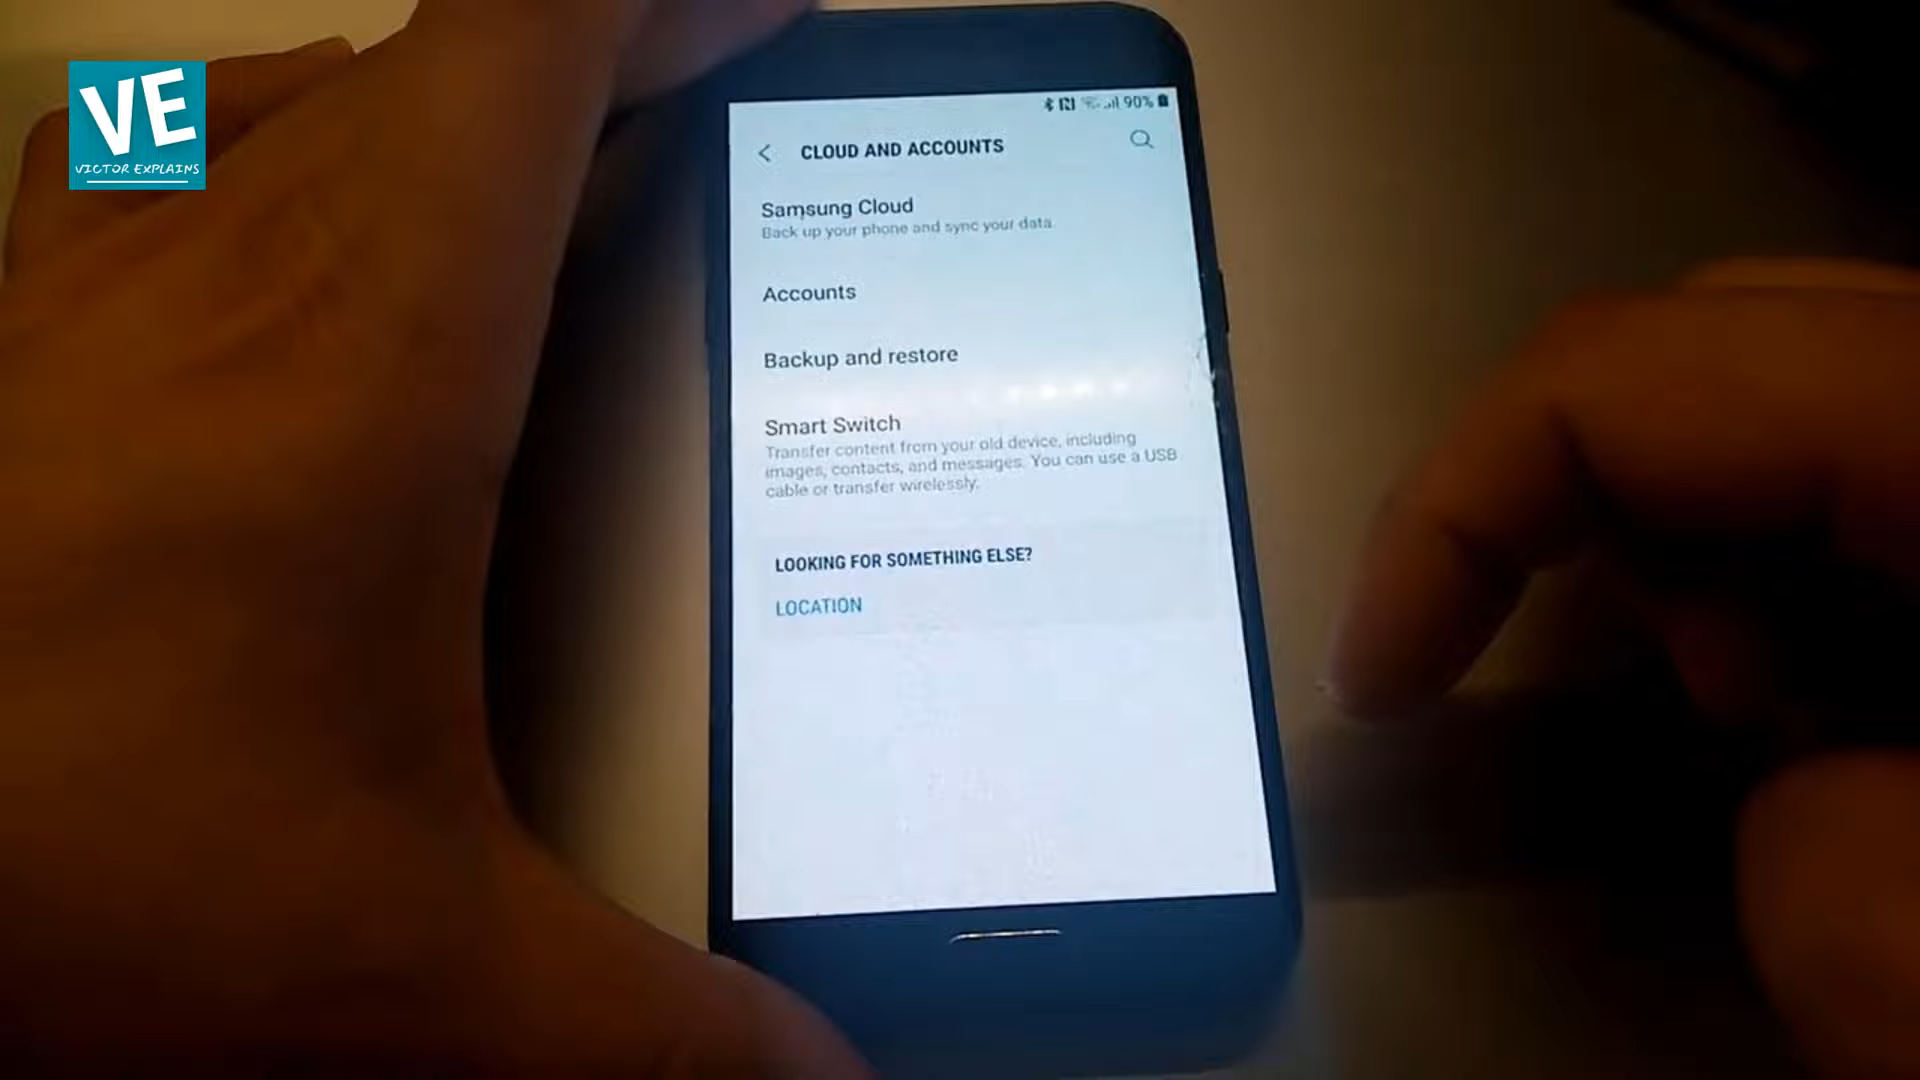 VE
VICTOR EXPLAINS
90%
CLOUD AND ACCOUNTS
Samsung Cloud
Back up your phone and sync your data.
Accounts
Backup and restore
Smart Switch
Transfer content from your old device, including
images, contacts, and messages. You can use a USB
cable or transfer wirelessly.
LOOKING FOR SOMETHING ELSE?
LOCATION